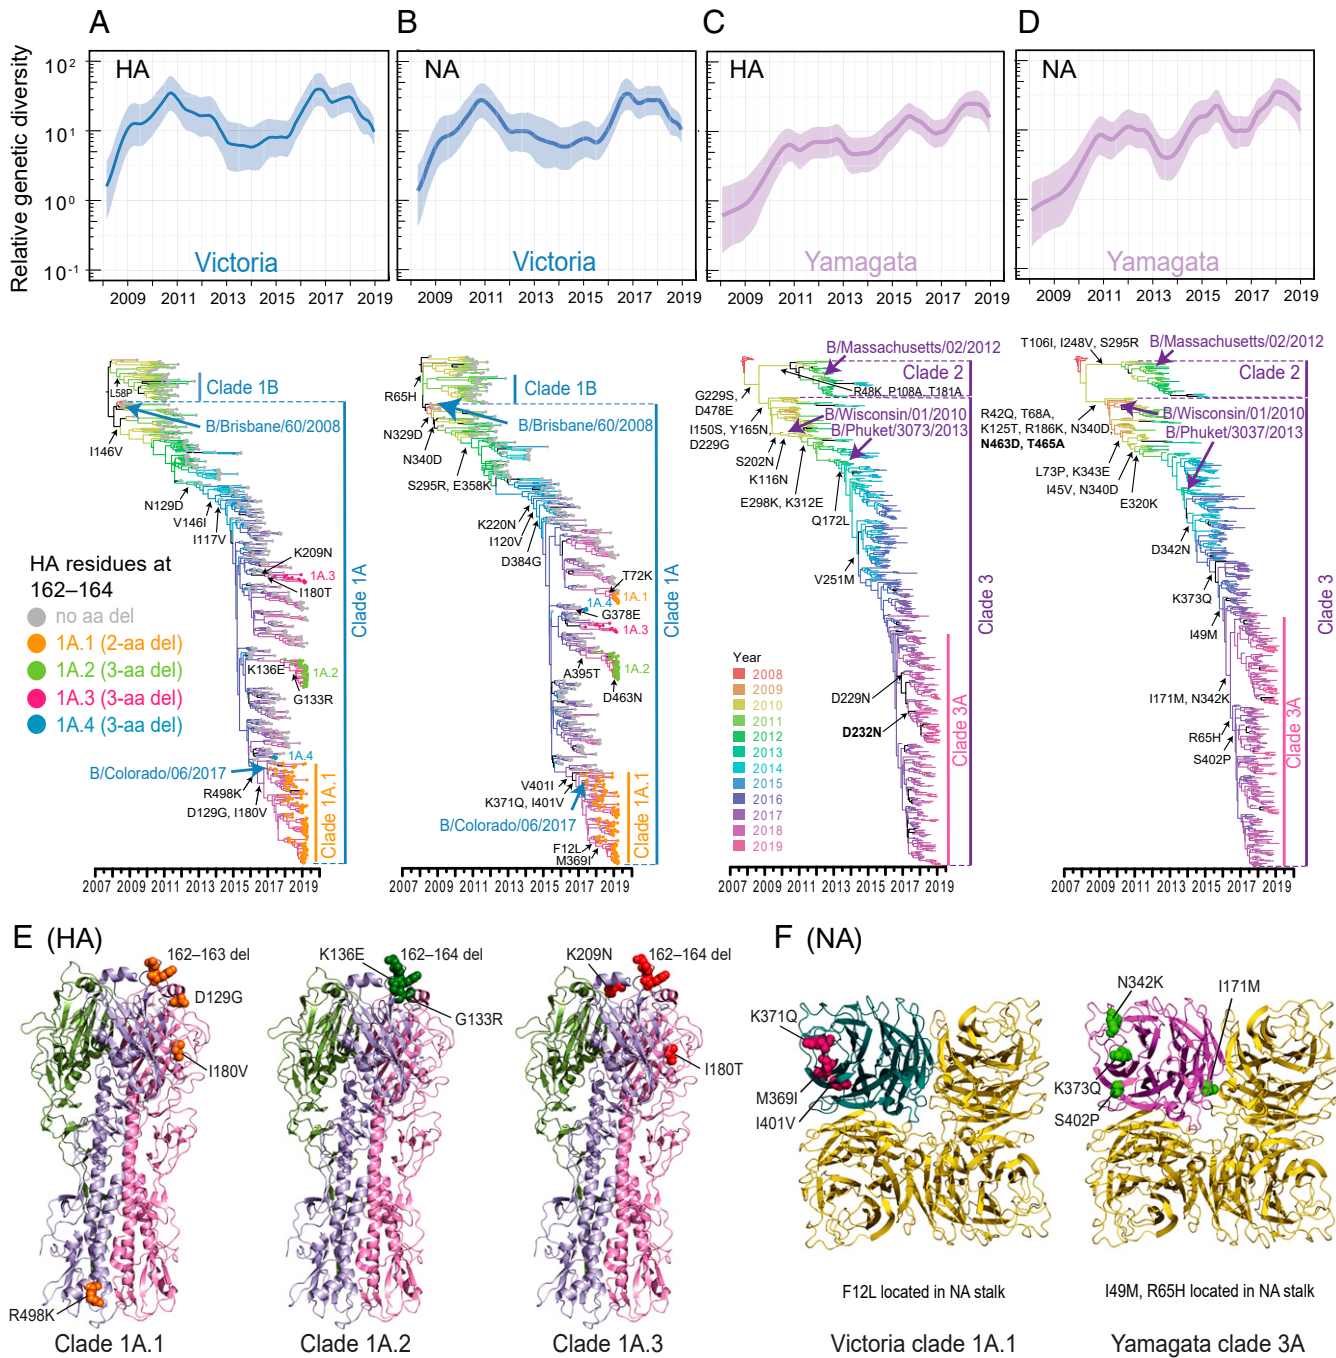 A
B
C
D
Relative genetic diversity
10²
10¹
10⁰
10⁻¹
HA
Victoria
2009 2011 2013 2015 2017 2019
NA
Victoria
2009 2011 2013 2015 2017 2019
HA
Yamagata
2009 2011 2013 2015 2017 2019
NA
Yamagata
2009 2011 2013 2015 2017 2019
L58P
Clade 1B
B/Brisbane/60/2008
I146V
N129D
V146I
I117V
K209N
1A.3
I180T
Clade 1A
K136E
1A.2
G133R
1A.4
B/Colorado/06/2017
R498K
D129G, I180V
Clade 1A.1
HA residues at
162–164
no aa del
1A.1 (2-aa del)
1A.2 (3-aa del)
1A.3 (3-aa del)
1A.4 (3-aa del)
2007 2009 2011 2013 2015 2017 2019
R65H
Clade 1B
B/Brisbane/60/2008
N329D
N340D
S295R, E358K
K220N
I120V
D384G
T72K
1A.1
1A.4
G378E
1A.3
A395T
1A.2
D463N
Clade 1A
V401I
K371Q, I401V
B/Colorado/06/2017
F12L
M369I
Clade 1A.1
2007 2009 2011 2013 2015 2017 2019
B/Massachusetts/02/2012
Clade 2
R48K, P108A, T181A
G229S,
D478E
B/Wisconsin/01/2010
I150S, Y165N,
D229G
B/Phuket/3073/2013
S202N
K116N
E298K, K312E
Q172L
V251M
Clade 3
D229N
D232N
Clade 3A
Year
2008
2009
2010
2011
2012
2013
2014
2015
2016
2017
2018
2019
2007 2009 2011 2013 2015 2017 2019
T106I, I248V, S295R
B/Massachusetts/02/2012
Clade 2
R42Q, T68A,
K125T, R186K, N340D
N463D, T465A
B/Wisconsin/01/2010
B/Phuket/3037/2013
L73P, K343E
I45V, N340D
E320K
D342N
K373Q
I49M
Clade 3
I171M, N342K
R65H
S402P
Clade 3A
2007 2009 2011 2013 2015 2017 2019
E (HA)
162–163 del
D129G
I180V
R498K
Clade 1A.1
K136E
162–164 del
G133R
Clade 1A.2
K209N
162–164 del
I180T
Clade 1A.3
F (NA)
K371Q
M369I
I401V
F12L located in NA stalk
Victoria clade 1A.1
N342K
I171M
K373Q
S402P
I49M, R65H located in NA stalk
Yamagata clade 3A